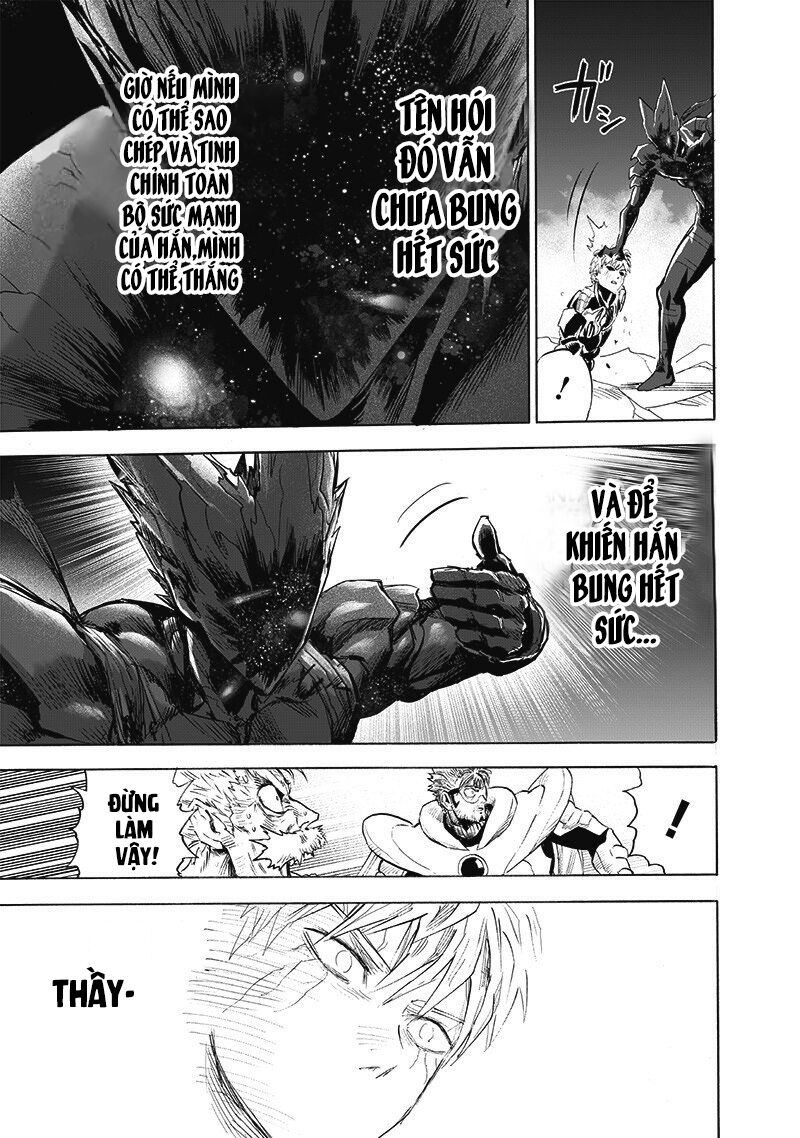 ガシ
!
TÊN HÓI
ĐÓ VẪN
CHƯA BUNG
HẾT SỨC
GIỜ NẾU MÌNH
CÓ THỂ SAO
CHÉP VÀ TINH
CHỈNH TOÀN
BỘ SỨC MẠNH
CỦA HẮN,MÌNH
CÓ THỂ THẮNG
VÀ ĐỂ
KHIẾN HẮN
BUNG HẾT
SỨC...
!
ĐỪNG
LÀM
VẬY!
THẦY-